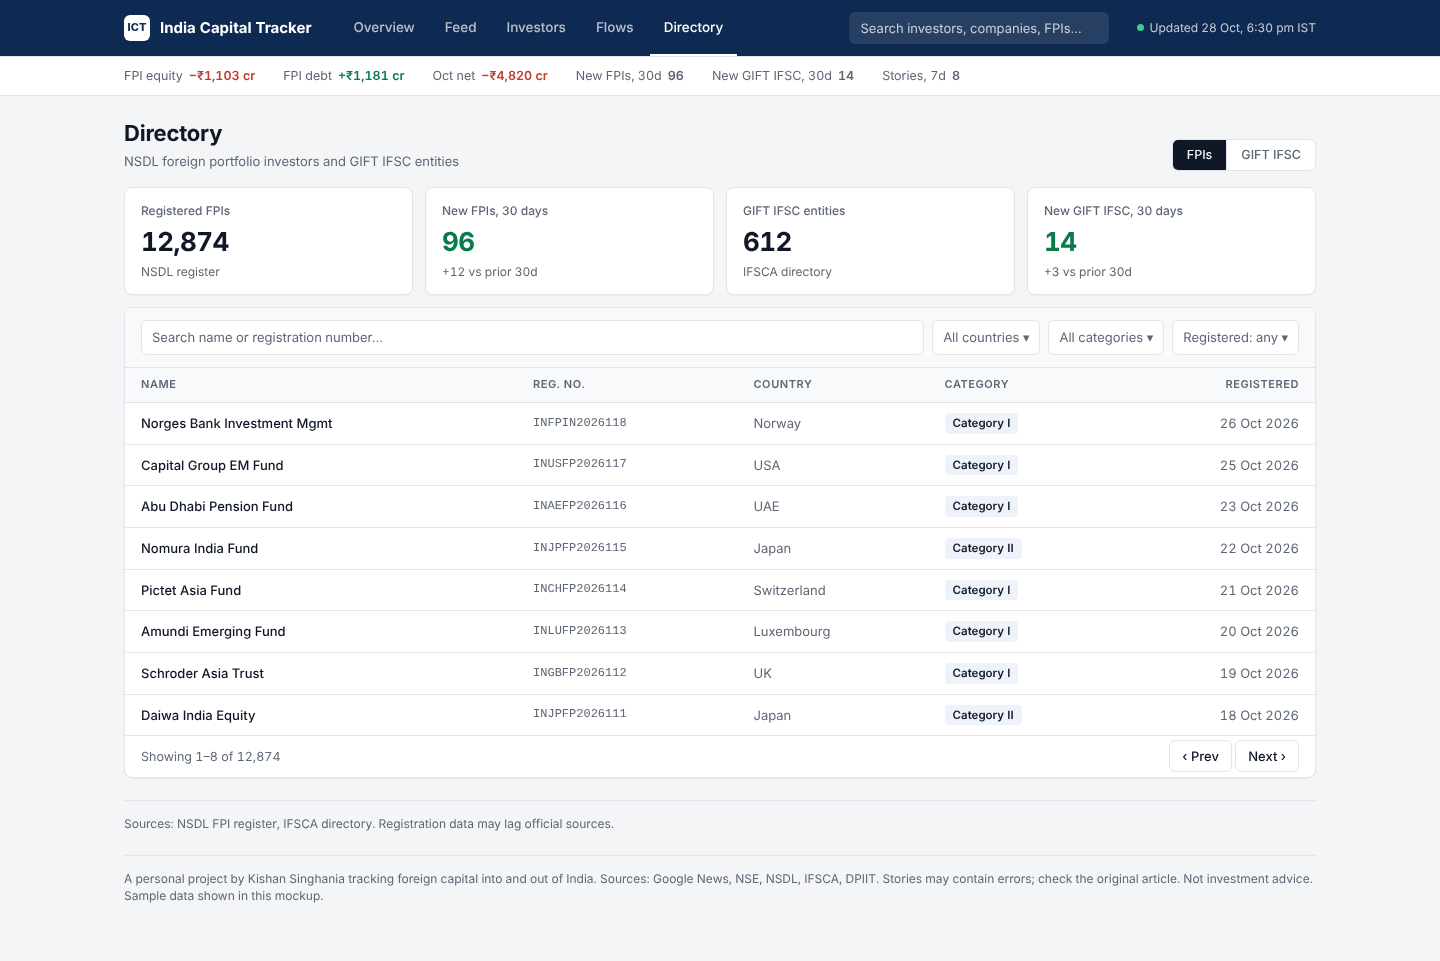 ICT India Capital Tracker Overview Feed Investors Flows Directory Search investors, companies, FPIs... Updated 28 Oct, 6:30 pm IST
FPI equity −₹1,103 cr FPI debt +₹1,181 cr Oct net −₹4,820 cr New FPIs, 30d 96 New GIFT IFSC, 30d 14 Stories, 7d 8
Directory
NSDL foreign portfolio investors and GIFT IFSC entities
FPIs GIFT IFSC
Registered FPIs
12,874
NSDL register
New FPIs, 30 days
96
+12 vs prior 30d
GIFT IFSC entities
612
IFSCA directory
New GIFT IFSC, 30 days
14
+3 vs prior 30d
Search name or registration number... All countries ▾ All categories ▾ Registered: any ▾
NAME REG. NO. COUNTRY CATEGORY REGISTERED
Norges Bank Investment Mgmt INFPIN2026118 Norway Category I 26 Oct 2026
Capital Group EM Fund INUSFP2026117 USA Category I 25 Oct 2026
Abu Dhabi Pension Fund INAEFP2026116 UAE Category I 23 Oct 2026
Nomura India Fund INJPFP2026115 Japan Category II 22 Oct 2026
Pictet Asia Fund INCHFP2026114 Switzerland Category I 21 Oct 2026
Amundi Emerging Fund INLUFP2026113 Luxembourg Category I 20 Oct 2026
Schroder Asia Trust INGBFP2026112 UK Category I 19 Oct 2026
Daiwa India Equity INJPFP2026111 Japan Category II 18 Oct 2026
Showing 1–8 of 12,874 ‹ Prev Next ›
Sources: NSDL FPI register, IFSCA directory. Registration data may lag official sources.
A personal project by Kishan Singhania tracking foreign capital into and out of India. Sources: Google News, NSE, NSDL, IFSCA, DPIIT. Stories may contain errors; check the original article. Not investment advice.
Sample data shown in this mockup.